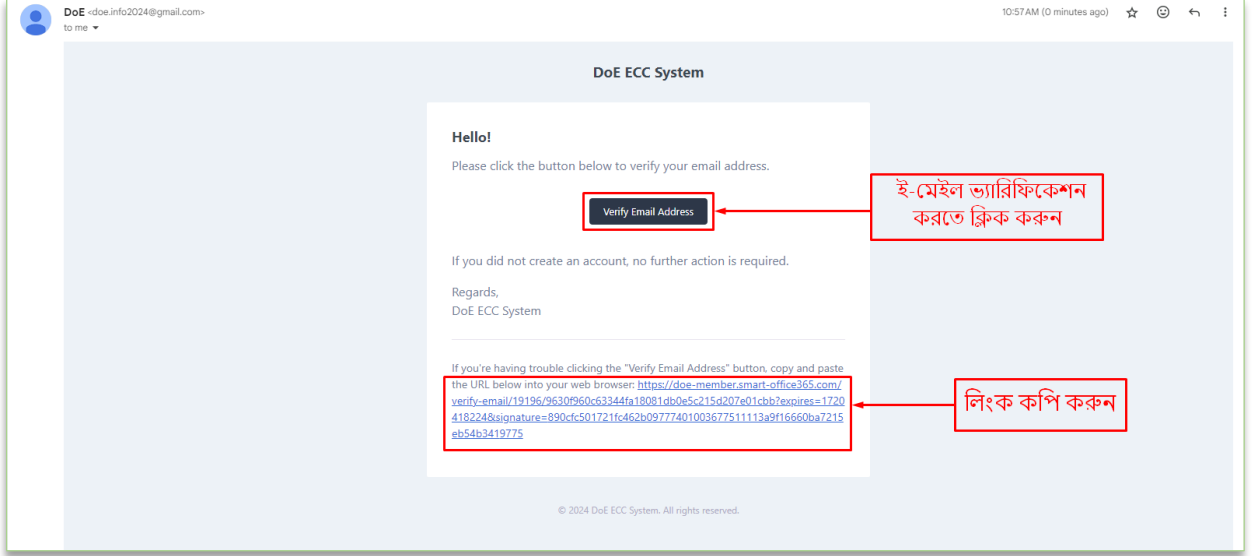 DoE <doe.info2024@gmail.com>
10:57 AM (0 minutes ago)
to me
DoE ECC System
Hello!
Please click the button below to verify your email address.
Verify Email Address
ই-মেইল ভ্যারিফিকেশন
করতে ক্লিক করুন
If you did not create an account, no further action is required.
Regards,
DoE ECC System
If you're having trouble clicking the "Verify Email Address" button, copy and paste
the URL below into your web browser: https://doe-member.smart-office365.com/
verify-email/19196/9630f960c63344fa18081db0e5c215d207e01cbb?expires=1720
418224&signature=890cfc501721fc462b09777401003677511113a9f16660ba7215
eb54b3419775
লিংক কপি করুন
© 2024 DoE ECC System. All rights reserved.